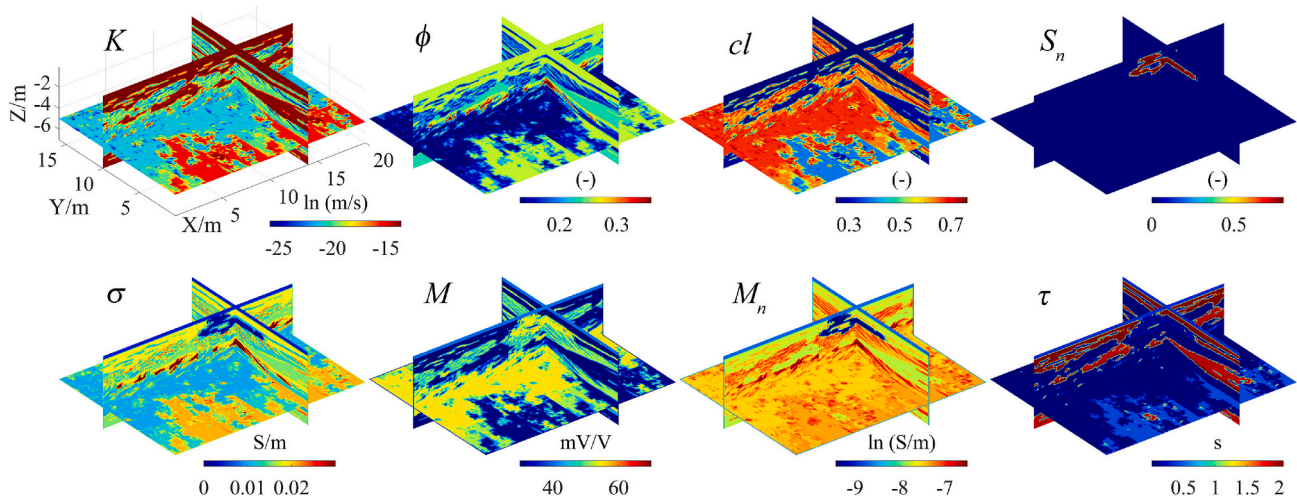 K
ϕ
cl
Sn
Z/m
-2
-4
-6
15
10
5
Y/m
X/m
5
10
15
20
ln (m/s)
-25 -20 -15
(-)
0.2 0.3
(-)
0.3 0.5 0.7
(-)
0 0.5
σ
M
Mn
τ
S/m
0 0.01 0.02
mV/V
40 60
ln (S/m)
-9 -8 -7
s
0.5 1 1.5 2